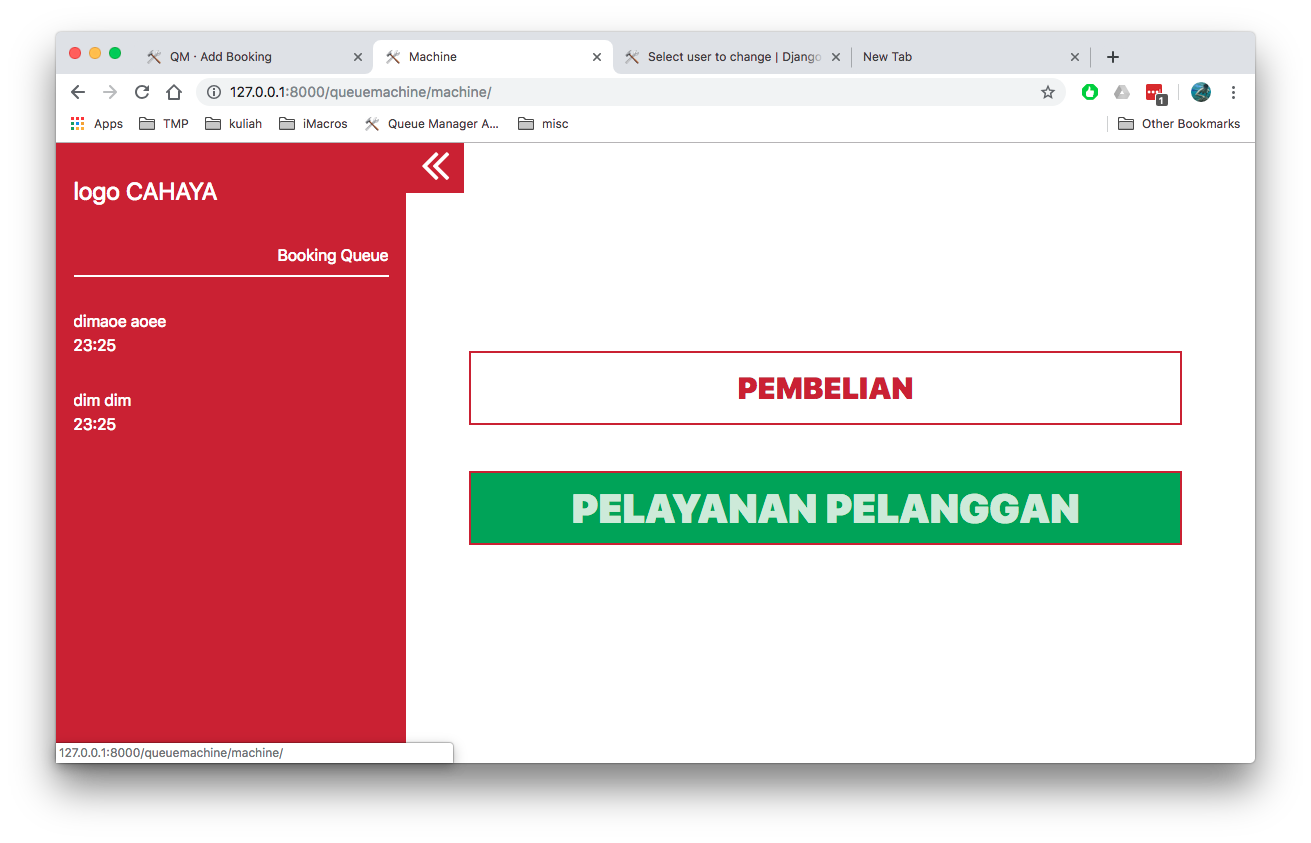 QM · Add Booking
Machine
Select user to change | Django
New Tab
127.0.0.1:8000/queuemachine/machine/
1
Apps
TMP
kuliah
iMacros
Queue Manager A...
misc
Other Bookmarks
logo CAHAYA
Booking Queue
dimaoe aoee
23:25
dim dim
23:25
PEMBELIAN
PELAYANAN PELANGGAN
127.0.0.1:8000/queuemachine/machine/